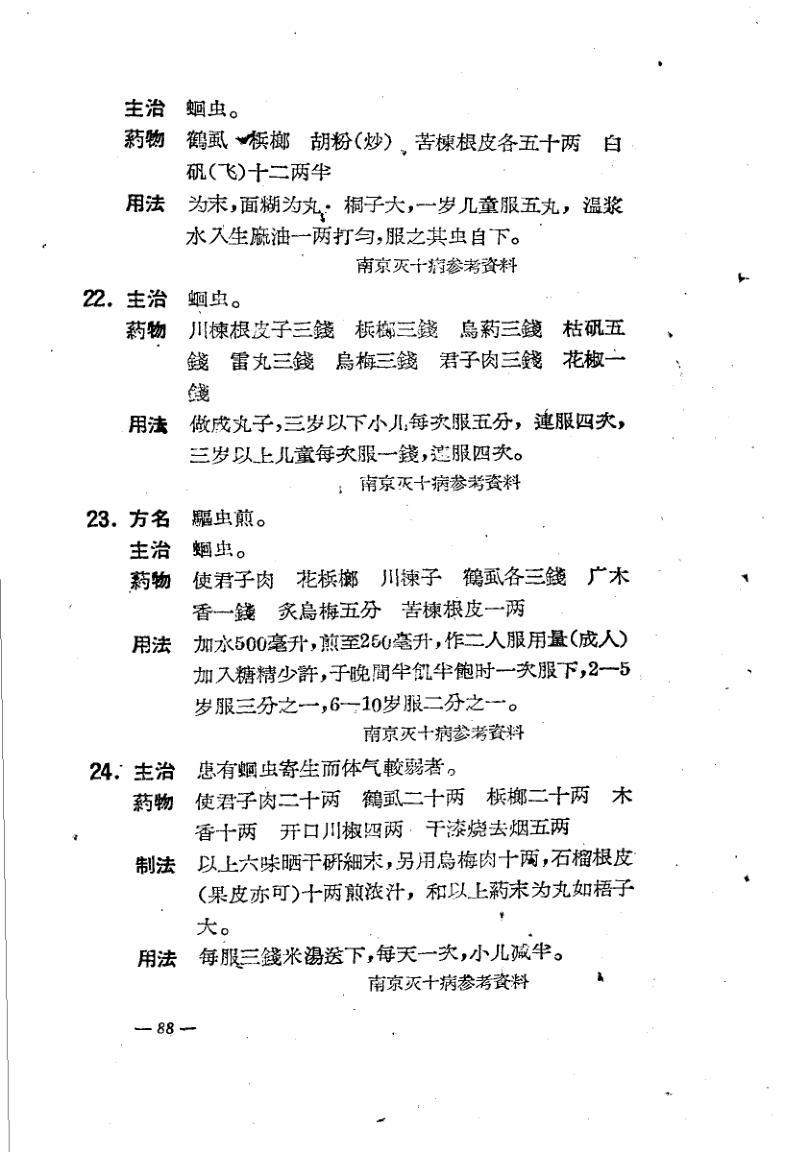 主治 蛔虫。
葯物 鶴虱 槟榔 胡粉(炒)、苦楝根皮各五十两 白
矾(飞)十二两半
用法 为末,面糊为丸·桐子大,一岁儿童服五丸,温浆
水入生麻油一两打匀,服之其虫自下。
南京灭十病参考資料
22. 主治 蛔虫。
葯物 川楝根皮子三錢 槟榔三錢 烏葯三錢 枯矾五
錢 雷丸三錢 烏梅三錢 君子肉三錢 花椒一
錢
用法 做成丸子,三岁以下小儿每次服五分,連服四次,
三岁以上儿童每次服一錢,連服四次。
南京灭十病参考資料
23. 方名 驅虫煎。
主治 蛔虫。
葯物 使君子肉 花槟榔 川楝子 鶴虱各三錢 广木
香一錢 炙烏梅五分 苦楝根皮一两
用法 加水500毫升,煎至250毫升,作二人服用量(成人)
加入糖精少許,于晚間半飢半飽时一次服下,2—5
岁服三分之一,6—10岁服二分之一。
南京灭十病参考資料
24. 主治 患有蛔虫寄生而体气較弱者。
葯物 使君子肉二十两 鶴虱二十两 槟榔二十两 木
香十两 开口川椒四两 干漆燒去烟五两
制法 以上六味晒干研細末,另用烏梅肉十两,石榴根皮
(果皮亦可)十两煎浓汁,和以上葯末为丸如梧子
大。
用法 每服三錢米湯送下,每天一次,小儿减半。
南京灭十病参考資料
— 88 —